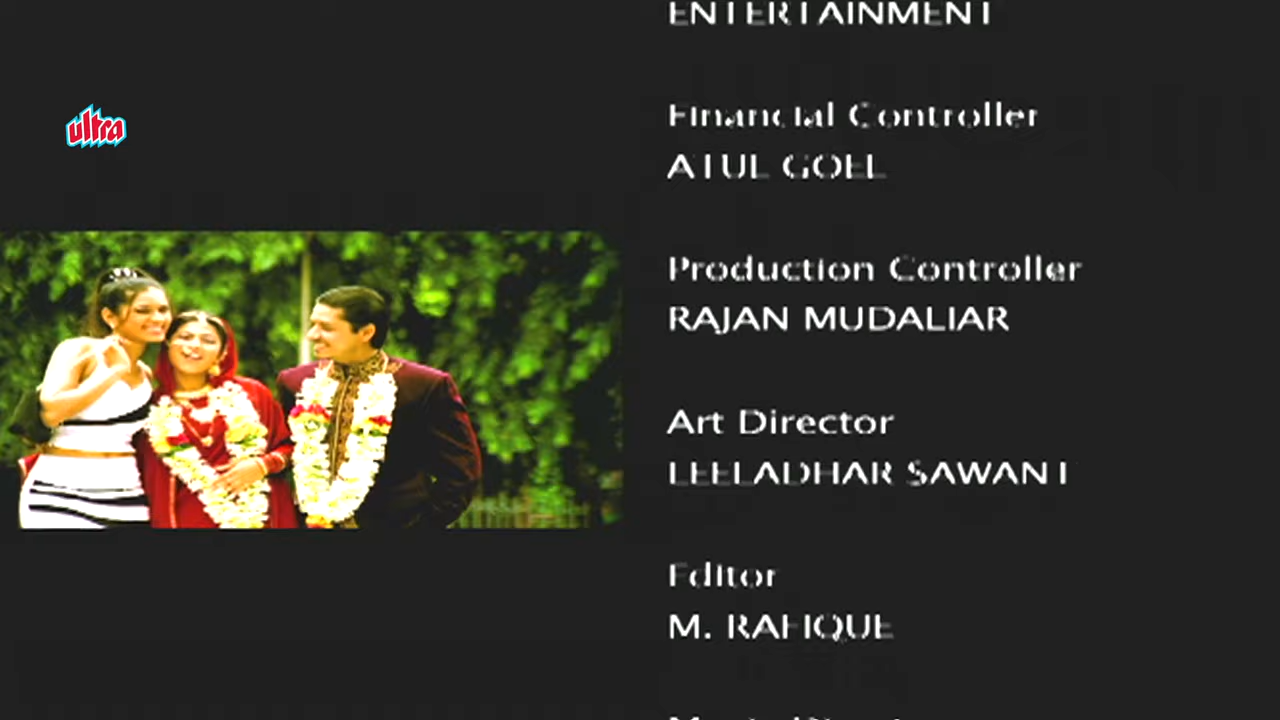 ultra
ENTERTAINMENT
Financial Controller
ATUL GOEL
Production Controller
RAJAN MUDALIAR
Art Director
LEELADHAR SAWANT
Editor
M. RAFIQUE